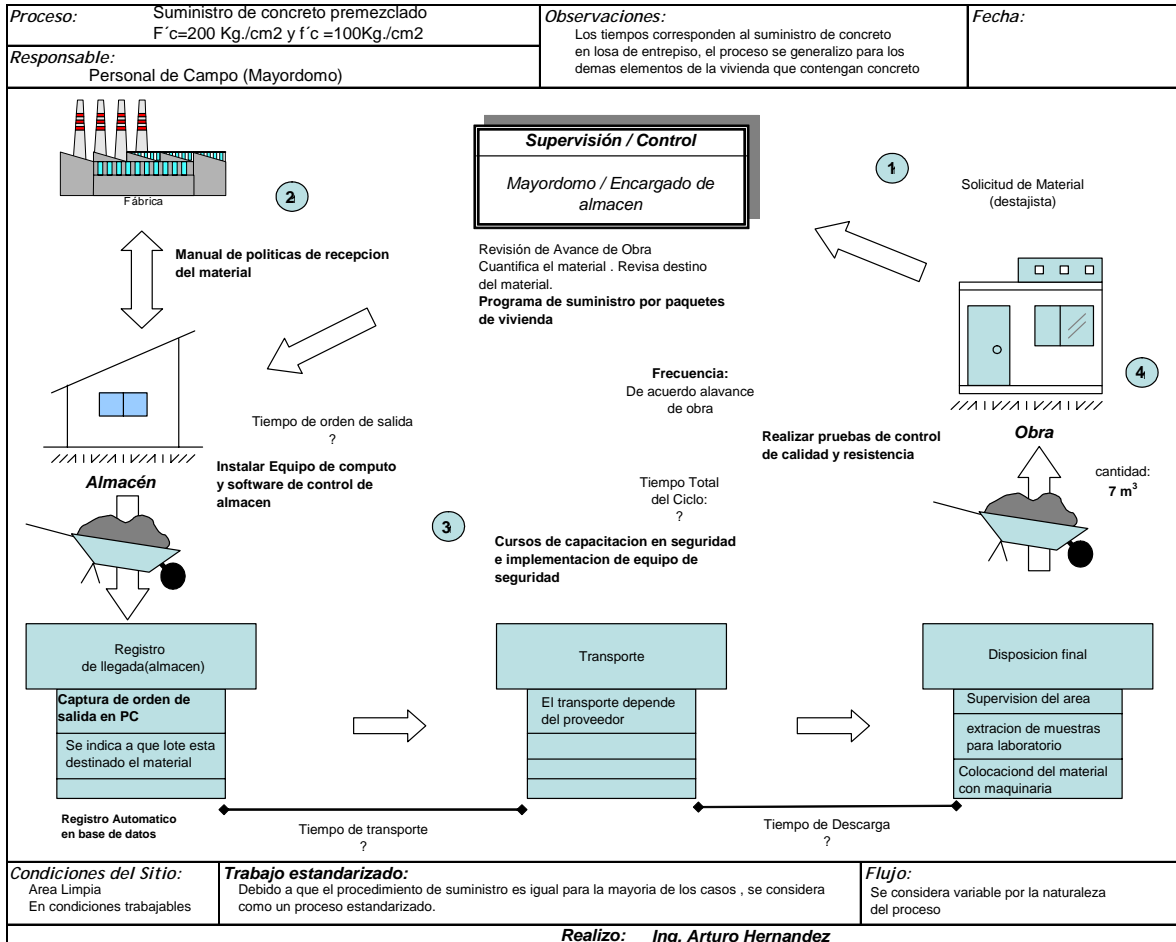 Proceso:
Suministro de concreto premezclado
F´c=200 Kg./cm2 y f´c =100Kg./cm2
Responsable:
Personal de Campo (Mayordomo)
Observaciones:
Los tiempos corresponden al suministro de concreto
en losa de entrepiso, el proceso se generalizo para los
demas elementos de la vivienda que contengan concreto
Fecha:
Fábrica
2
Manual de politicas de recepcion
del material
Supervisión / Control
Mayordomo / Encargado de
almacen
Revisión de Avance de Obra
Cuantifica el material . Revisa destino
del material.
Programa de suministro por paquetes
de vivienda
1
Solicitud de Material
(destajista)
Frecuencia:
De acuerdo alavance
de obra
4
Tiempo de orden de salida
?
Instalar Equipo de computo
y software de control de
almacen
Almacén
3
Tiempo Total
del Ciclo:
?
Cursos de capacitacion en seguridad
e implementacion de equipo de
seguridad
Realizar pruebas de control
de calidad y resistencia
Obra
cantidad:
7 m³
Registro
de llegada(almacen)
Captura de orden de
salida en PC
Se indica a que lote esta
destinado el material
Registro Automatico
en base de datos
Transporte
El transporte depende
del proveedor
Disposicion final
Supervision del area
extracion de muestras
para laboratorio
Colocaciond del material
con maquinaria
Tiempo de transporte
?
Tiempo de Descarga
?
Condiciones del Sitio:
Area Limpia
En condiciones trabajables
Trabajo estandarizado:
Debido a que el procedimiento de suministro es igual para la mayoria de los casos , se considera
como un proceso estandarizado.
Flujo:
Se considera variable por la naturaleza
del proceso
Realizo: Ing. Arturo Hernandez